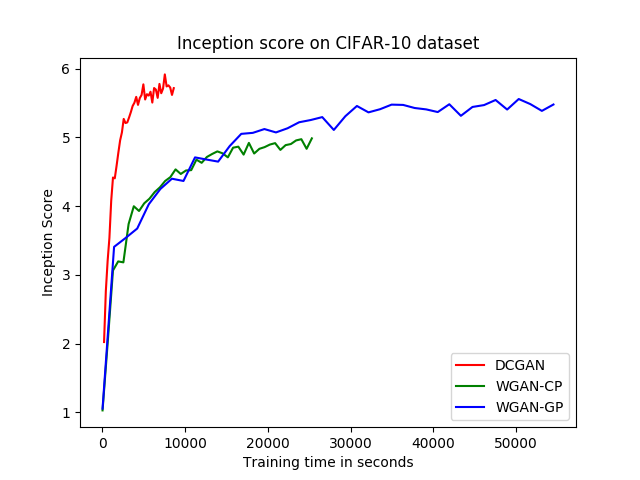 Inception score on CIFAR-10 dataset
6
5
4
3
2
1
Inception Score
DCGAN
WGAN-CP
WGAN-GP
0 10000 20000 30000 40000 50000
Training time in seconds